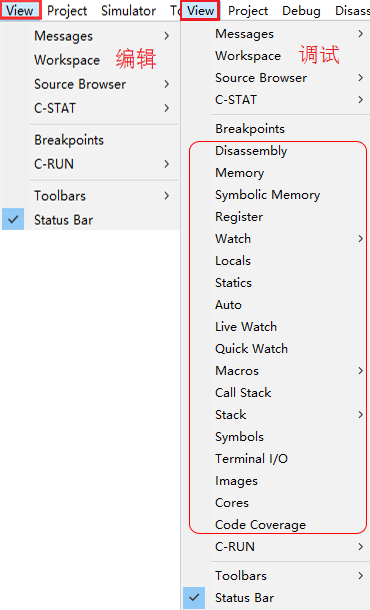 View Project Simulator To
Messages
Workspace 编辑
Source Browser
C-STAT
Breakpoints
C-RUN
Toolbars
Status Bar
View Project Debug Disass
Messages
Workspace 调试
Source Browser
C-STAT
Breakpoints
Disassembly
Memory
Symbolic Memory
Register
Watch
Locals
Statics
Auto
Live Watch
Quick Watch
Macros
Call Stack
Stack
Symbols
Terminal I/O
Images
Cores
Code Coverage
C-RUN
Toolbars
Status Bar